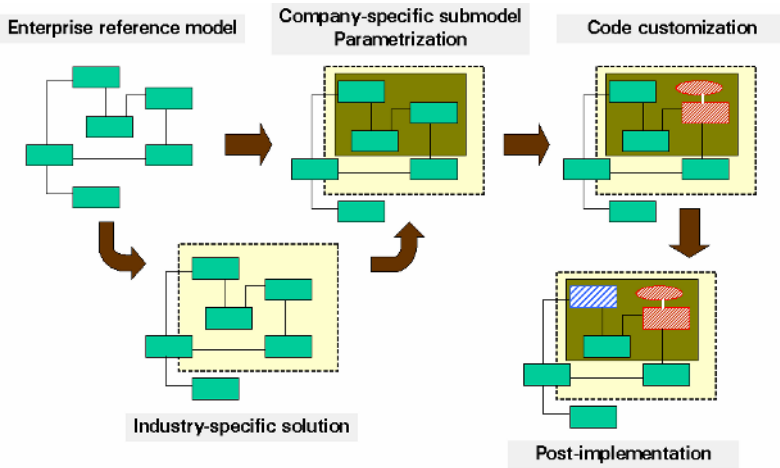 Enterprise reference model
Company-specific submodel
Parametrization
Code customization
Industry-specific solution
Post-implementation